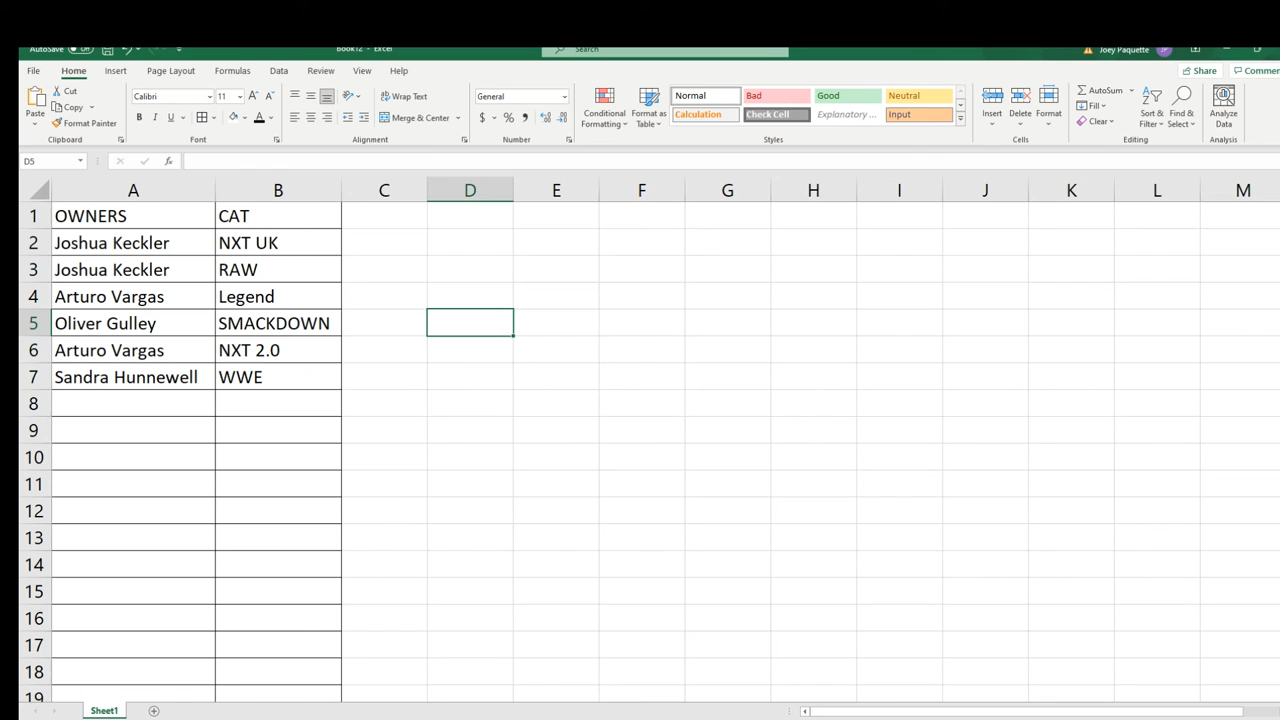 AutoSave Off Book12 - Excel Search Joey Paquette JP
File Home Insert Page Layout Formulas Data Review View Help Share Commen
Paste Cut Copy Format Painter Clipboard
Calibri 11 B I U A Font
Wrap Text Merge & Center Alignment
General $ % , Number
Conditional Formatting Format as Table
Normal Bad Good Neutral
Calculation Check Cell Explanatory ... Input
Styles
Insert Delete Format Cells
AutoSum Fill Clear Sort & Filter Find & Select Editing
Analyze Data Analysis
D5 fx
A B C D E F G H I J K L M
1 OWNERS CAT
2 Joshua Keckler NXT UK
3 Joshua Keckler RAW
4 Arturo Vargas Legend
5 Oliver Gulley SMACKDOWN
6 Arturo Vargas NXT 2.0
7 Sandra Hunnewell WWE
8
9
10
11
12
13
14
15
16
17
18
19
Sheet1